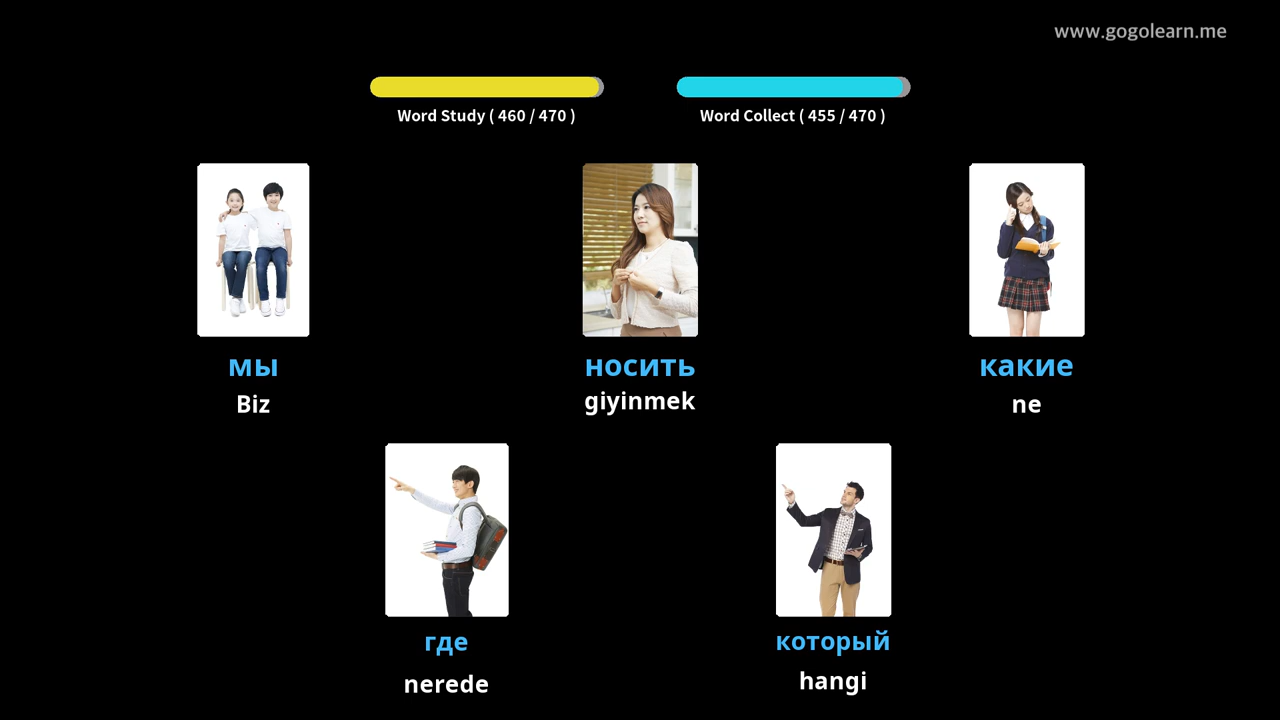 www.gogolearn.me
Word Study ( 460 / 470 )
Word Collect ( 455 / 470 )
мы
Biz
носить
giyinmek
какие
ne
где
nerede
который
hangi